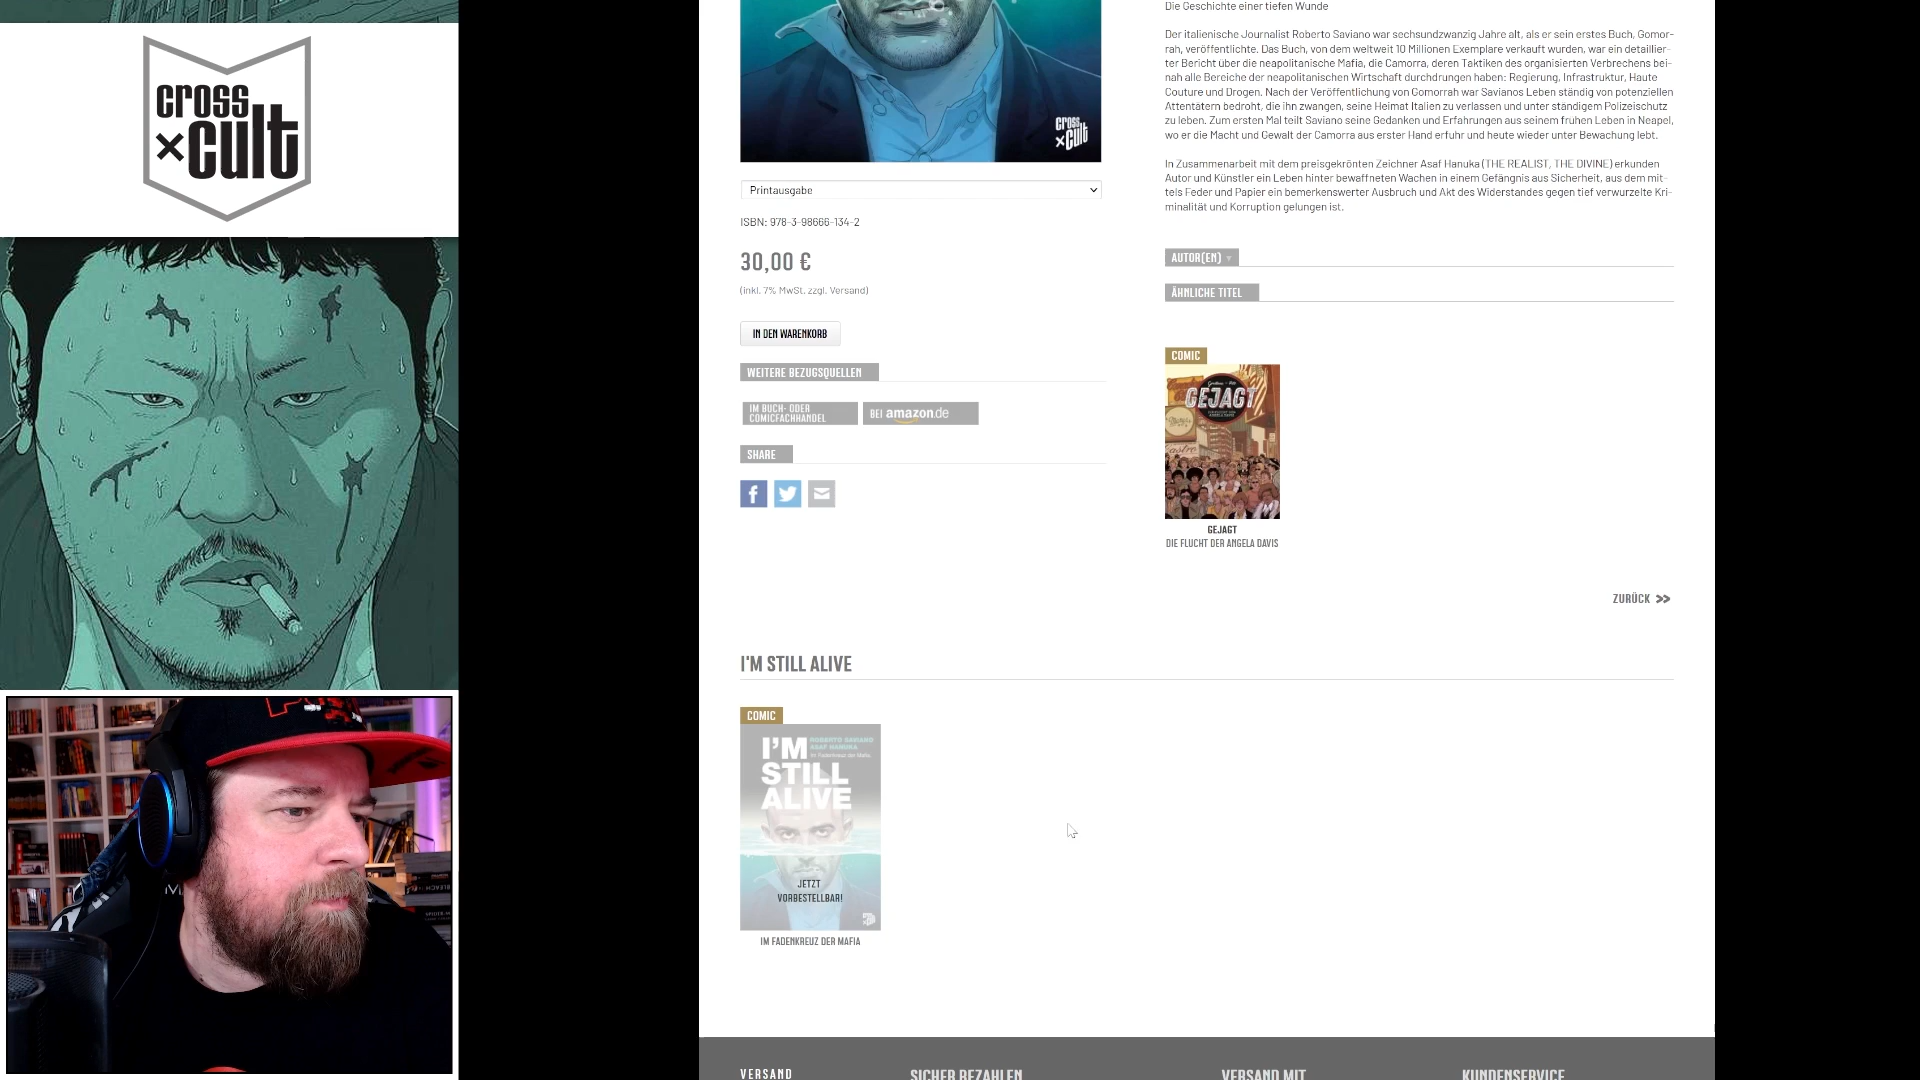 cross
×cult
cross
×cult
Printausgabe
ISBN: 978-3-98666-134-2
30,00 €
(inkl. 7% MwSt, zzgl. Versand)
IN DEN WARENKORB
WEITERE BEZUGSQUELLEN
IM BUCH- ODER
COMICFACHHANDEL
BEI amazon.de
SHARE
Die Geschichte einer tiefen Wunde
Der italienische Journalist Roberto Saviano war sechsundzwanzig Jahre alt, als er sein erstes Buch, Gomor-
rah, veröffentlichte. Das Buch, von dem weltweit 10 Millionen Exemplare verkauft wurden, war ein detaillier-
ter Bericht über die neapolitanische Mafia, die Camorra, deren Taktiken des organisierten Verbrechens bei-
nah alle Bereiche der neapolitanischen Wirtschaft durchdrungen haben: Regierung, Infrastruktur, Haute
Couture und Drogen. Nach der Veröffentlichung von Gomorrah war Savianos Leben ständig von potenziellen
Attentätern bedroht, die ihn zwangen, seine Heimat Italien zu verlassen und unter ständigem Polizeischutz
zu leben. Zum ersten Mal teilt Saviano seine Gedanken und Erfahrungen aus seinem fruhen Leben in Neapel,
wo er die Macht und Gewalt der Camorra aus erster Hand erfuhr und heute wieder unter Bewachung lebt.
In Zusammenarbeit mit dem preisgekrönten Zeichner Asaf Hanuka (THE REALIST, THE DIVINE) erkunden
Autor und Künstler ein Leben hinter bewaffneten Wachen in einem Gefängnis aus Sicherheit, aus dem mit-
tels Feder und Papier ein bemerkenswerter Ausbruch und Akt des Widerstandes gegen tief verwurzelte Kri-
minalität und Korruption gelungen ist.
AUTOR(EN)
ÄHNLICHE TITEL
COMIC
GEJAGT
GEJAGT
DIE FLUCHT DER ANGELA DAVIS
ZURÜCK >>
I'M STILL ALIVE
COMIC
I'M
ROBERTO SAVIANO
ASAF HANUKA
Im Fadenkreuz der Mafia
STILL
ALIVE
JETZT
VORBESTELLBAR!
IM FADENKREUZ DER MAFIA
VERSAND
SICHER BEZAHLEN
VERSAND MIT
KUNDENSERVICE
BLEACH